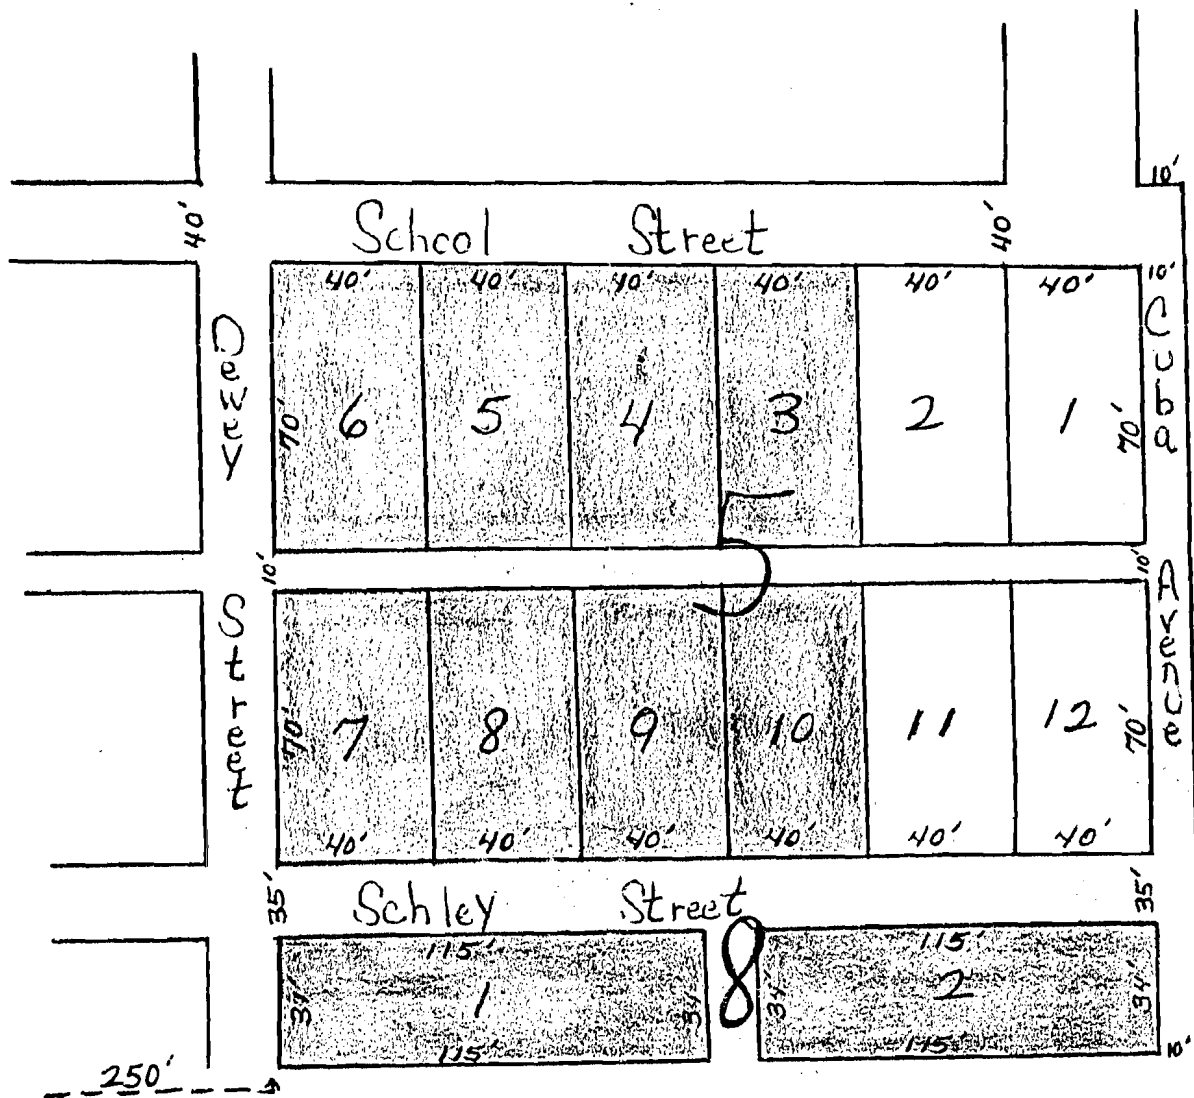 10'
40'
School Street
40'
40' 40' 40' 40' 40' 40'
10'
Dewey Street
Cuba Avenue
70' 6 5 4 3 2 1 70'
5
10'
10'
70' 7 8 9 10 11 12 70'
40' 40' 40' 40' 40' 40'
35'
Schley Street
35'
115' 115'
34' 1 34' 8 34' 2 34'
115' 115'
10'
250'